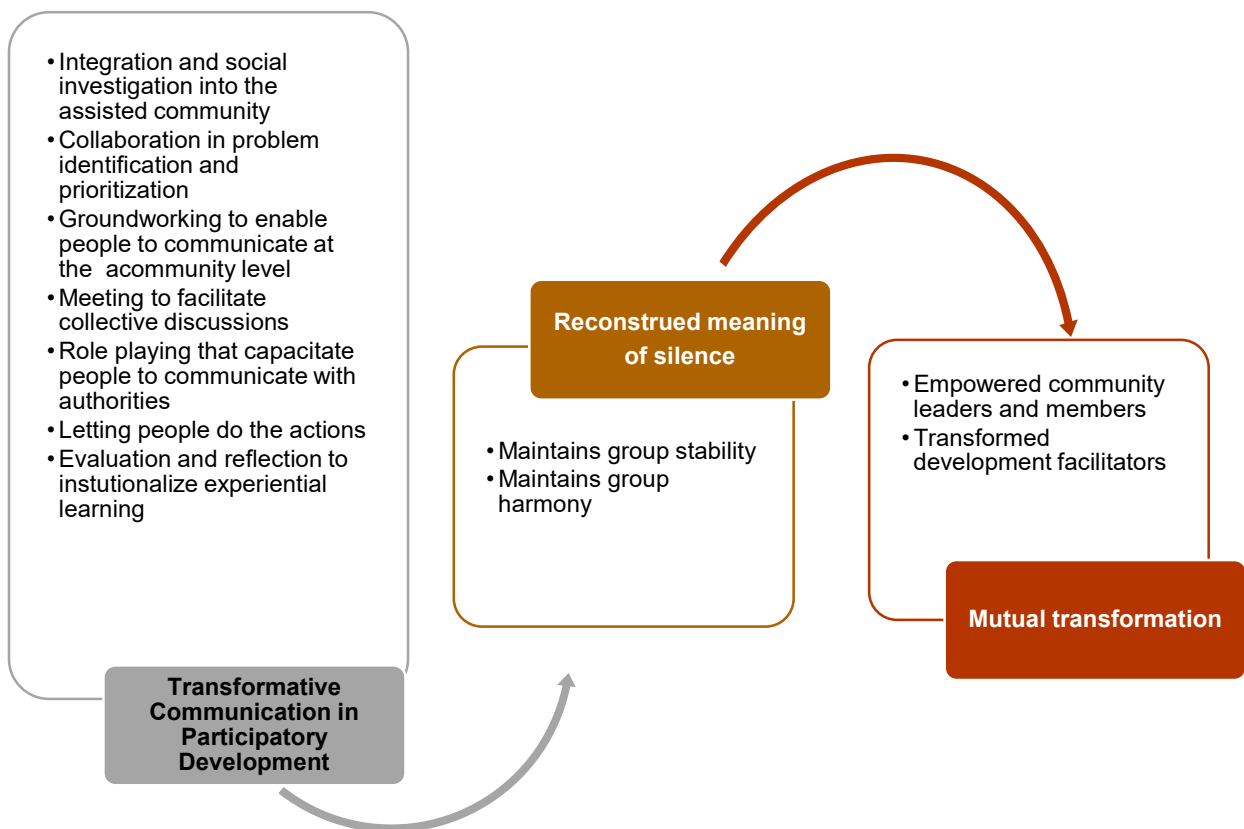 • Integration and social
investigation into the
assisted community
• Collaboration in problem
identification and
prioritization
• Groundworking to enable
people to communicate at
the  acommunity level
• Meeting to facilitate
collective discussions
• Role playing that capacitate
people to communicate with
authorities
• Letting people do the actions
• Evaluation and reflection to
instutionalize experiential
learning
Transformative
Communication in
Participatory
Development
Reconstrued meaning
of silence
• Maintains group stability
• Maintains group
harmony
• Empowered community
leaders and members
• Transformed
development facilitators
Mutual transformation